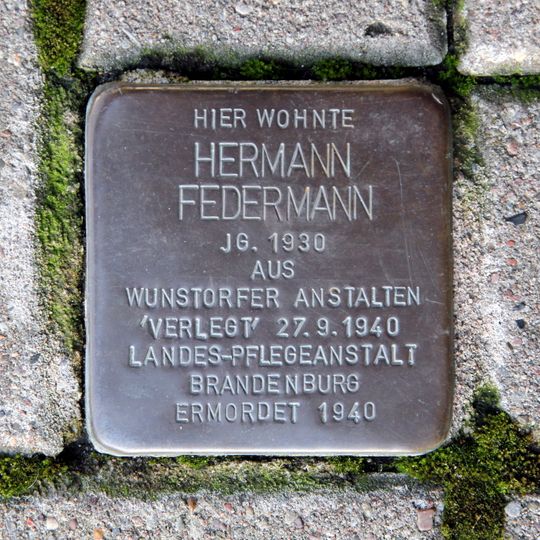 HIER WOHNTE
HERMANN
FEDERMANN
JG. 1930
AUS
WUNSTORFER ANSTALTEN
'VERLEGT' 27.9.1940
LANDES-PFLEGEANSTALT
BRANDENBURG
ERMORDET 1940